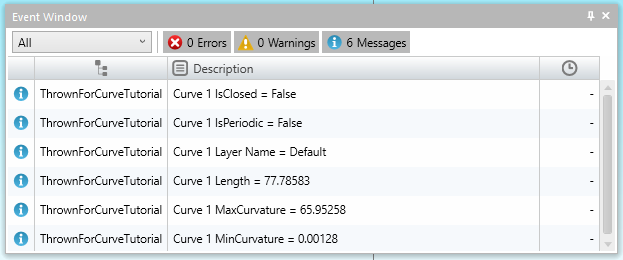 Event Window
All 0 Errors 0 Warnings 6 Messages
Description
ThrownForCurveTutorial Curve 1 IsClosed = False -
ThrownForCurveTutorial Curve 1 IsPeriodic = False -
ThrownForCurveTutorial Curve 1 Layer Name = Default -
ThrownForCurveTutorial Curve 1 Length = 77.78583 -
ThrownForCurveTutorial Curve 1 MaxCurvature = 65.95258 -
ThrownForCurveTutorial Curve 1 MinCurvature = 0.00128 -